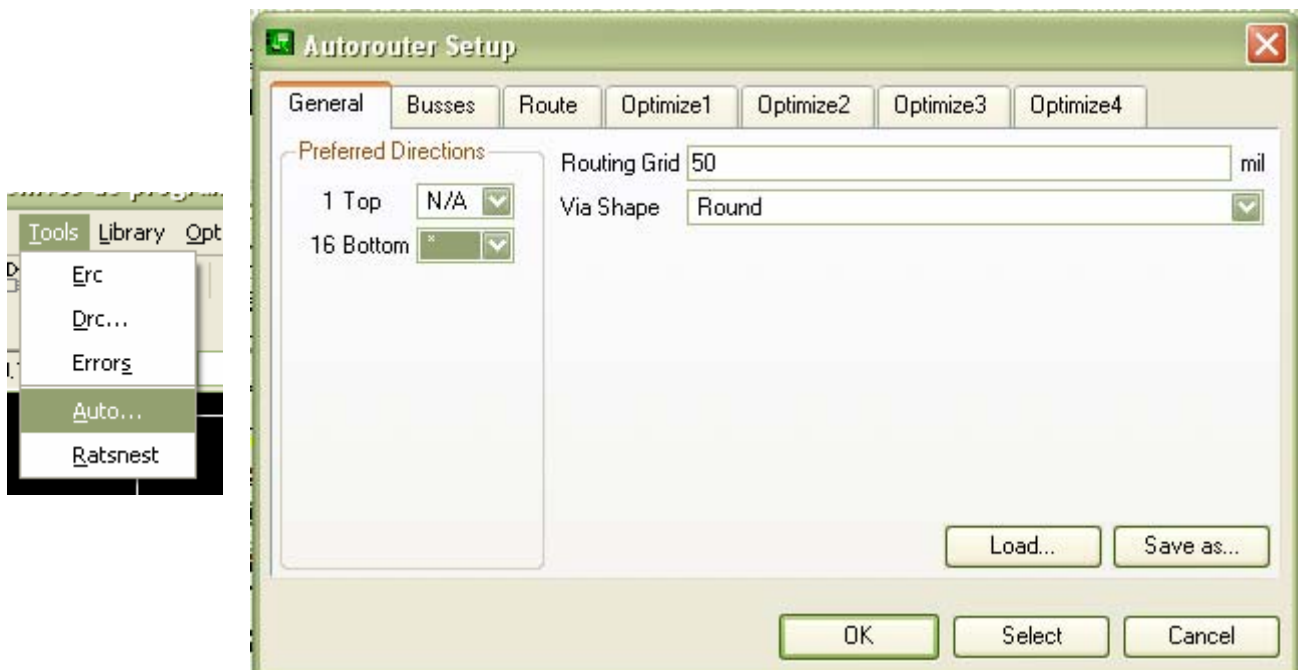 Tools Library Opt
Erc
Drc...
Errors
Auto...
Ratsnest
Autorouter Setup
General Busses Route Optimize1 Optimize2 Optimize3 Optimize4
Preferred Directions
1 Top N/A
16 Bottom *
Routing Grid 50 mil
Via Shape Round
Load... Save as...
OK Select Cancel